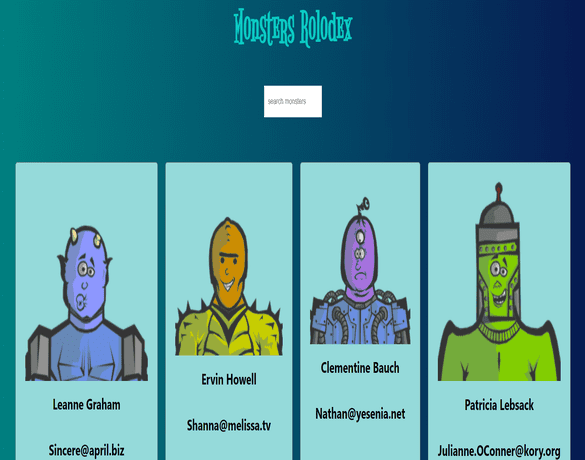 Monsters Rolodex
search monsters
Leanne Graham
Sincere@april.biz
Ervin Howell
Shanna@melissa.tv
Clementine Bauch
Nathan@yesenia.net
Patricia Lebsack
Julianne.OConner@kory.org